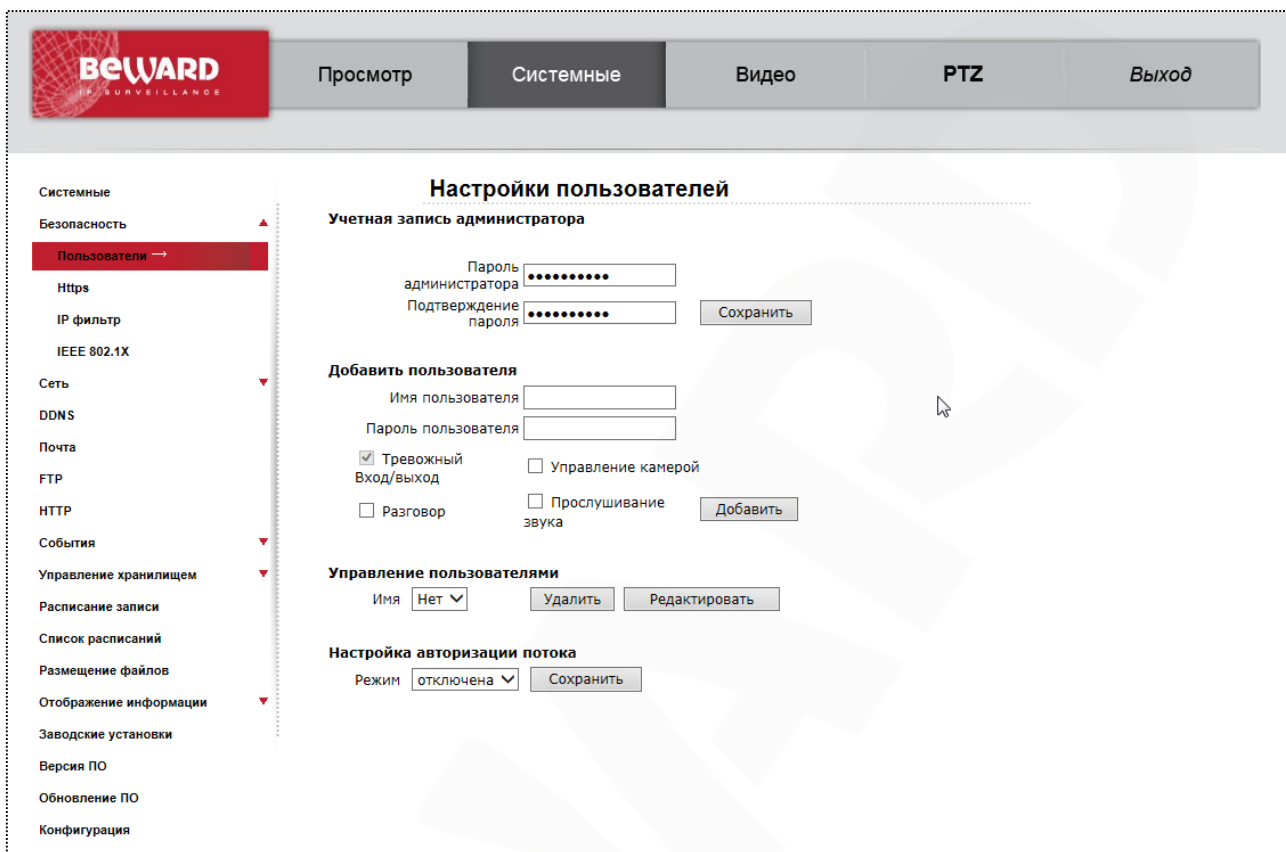 BEWARD
IP SURVEILLANCE
Просмотр
Системные
Видео
PTZ
Выход
Системные
Безопасность
Пользователи →
Https
IP фильтр
IEEE 802.1X
Сеть
DDNS
Почта
FTP
HTTP
События
Управление хранилищем
Расписание записи
Список расписаний
Размещение файлов
Отображение информации
Заводские установки
Версия ПО
Обновление ПО
Конфигурация
Настройки пользователей
Учетная запись администратора
Пароль
администратора
••••••••••
Подтверждение
пароля
••••••••••
Сохранить
Добавить пользователя
Имя пользователя
Пароль пользователя
Тревожный
Вход/выход
Управление камерой
Разговор
Прослушивание
звука
Добавить
Управление пользователями
Имя
Нет
Удалить
Редактировать
Настройка авторизации потока
Режим
отключена
Сохранить